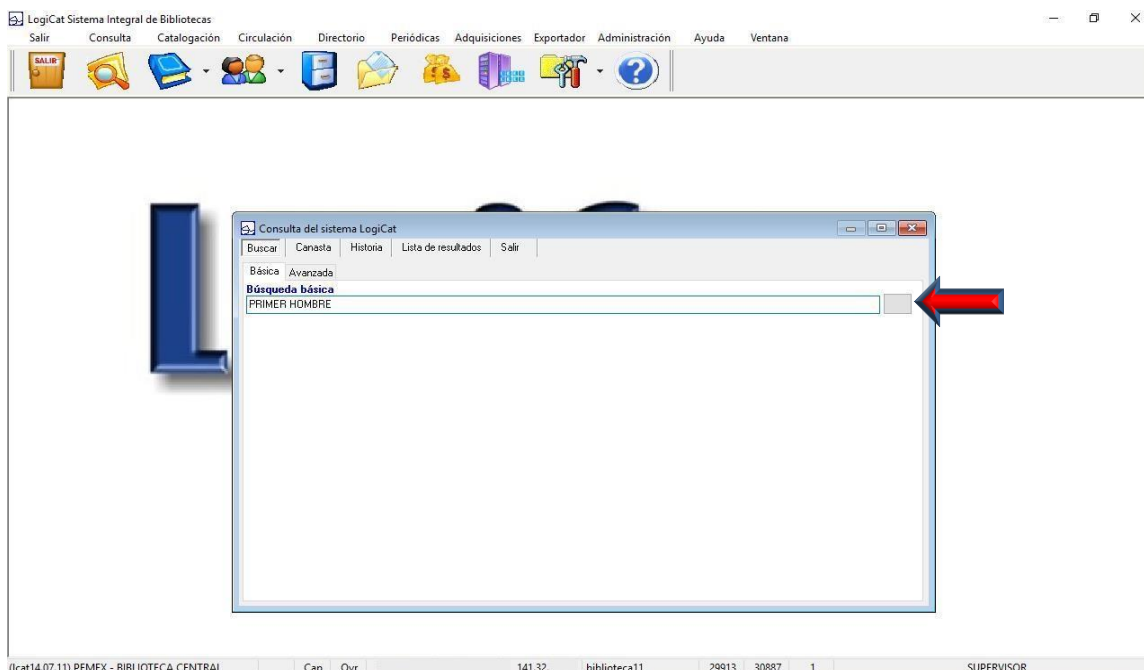 LogiCat Sistema Integral de Bibliotecas
Salir Consulta Catalogación Circulación Directorio Periódicas Adquisiciones Exportador Administración Ayuda Ventana
SALIR
L
Consulta del sistema LogiCat
Buscar Canasta Historia Lista de resultados Salir
Básica Avanzada
Búsqueda básica
PRIMER HOMBRE
(lcat14.07.11) PEMEX - BIBLIOTECA CENTRAL Cap Ovr 141.32 biblioteca11 29913 30887 1 SUPERVISOR